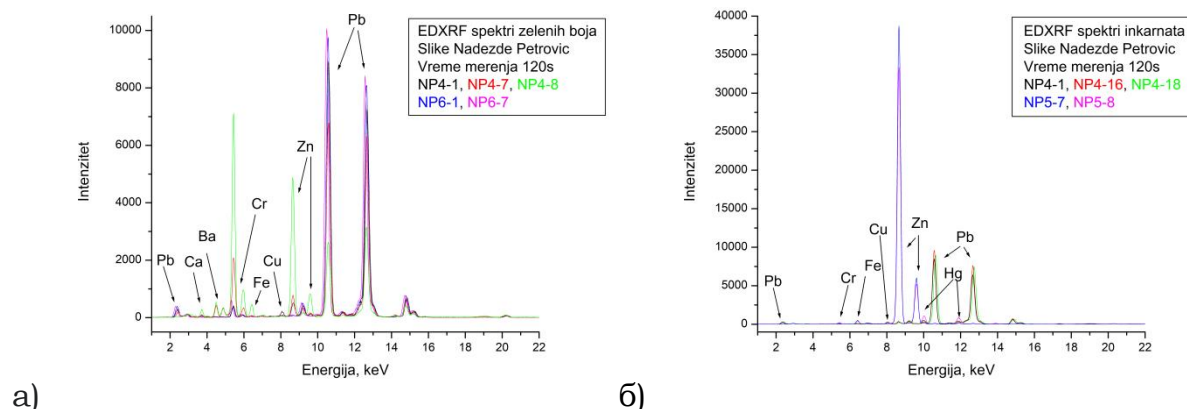 EDXRF spektri zelenih boja
Slike Nadezde Petrovic
Vreme merenja 120s
NP4-1, NP4-7, NP4-8
NP6-1, NP6-7
Intenzitet
10000
8000
6000
4000
2000
0
Pb
Zn
Cr
Ba
Pb
Ca
Fe
Cu
2 4 6 8 10 12 14 16 18 20 22
Energija, keV
а)
EDXRF spektri inkarnata
Slike Nadezde Petrovic
Vreme merenja 120s
NP4-1, NP4-16, NP4-18
NP5-7, NP5-8
Intenzitet
40000
35000
30000
25000
20000
15000
10000
5000
0
Cu
Zn
Pb
Pb
Cr
Fe
Hg
2 4 6 8 10 12 14 16 18 20 22
Energija, keV
б)